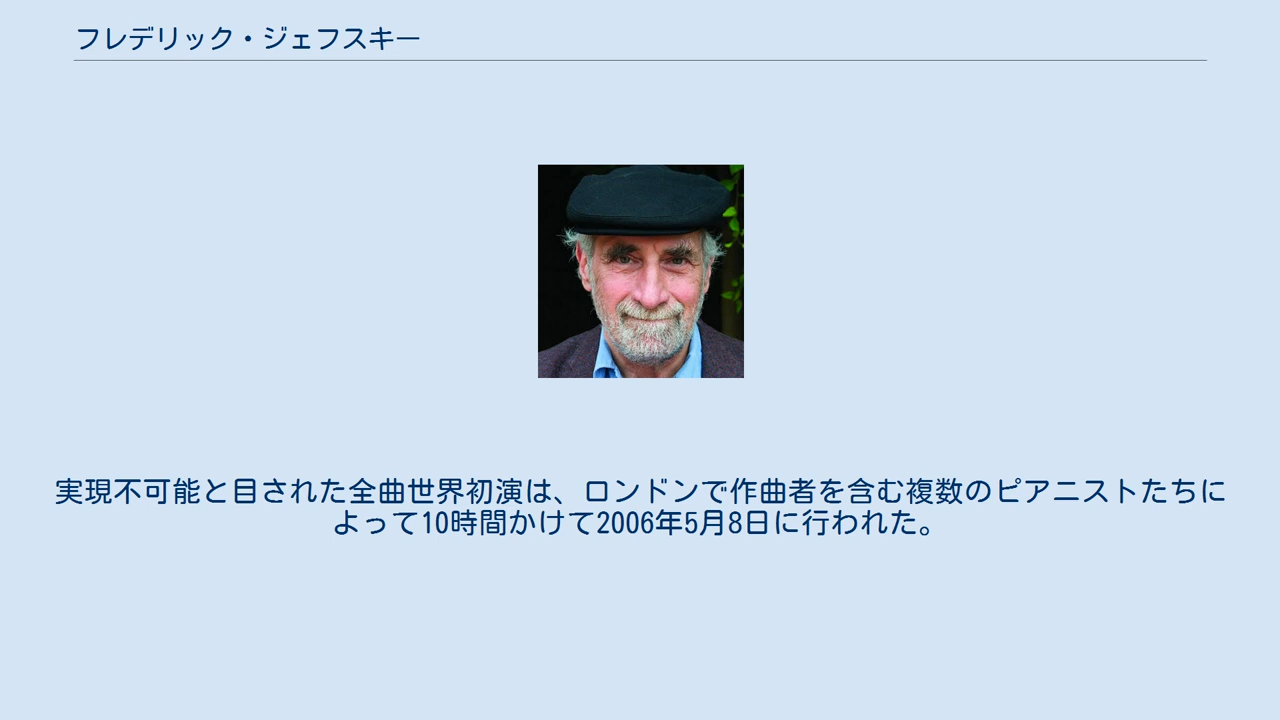 フレデリック・ジェフスキー
実現不可能と目された全曲世界初演は、ロンドンで作曲者を含む複数のピアニストたちに
よって10時間かけて2006年5月8日に行われた。